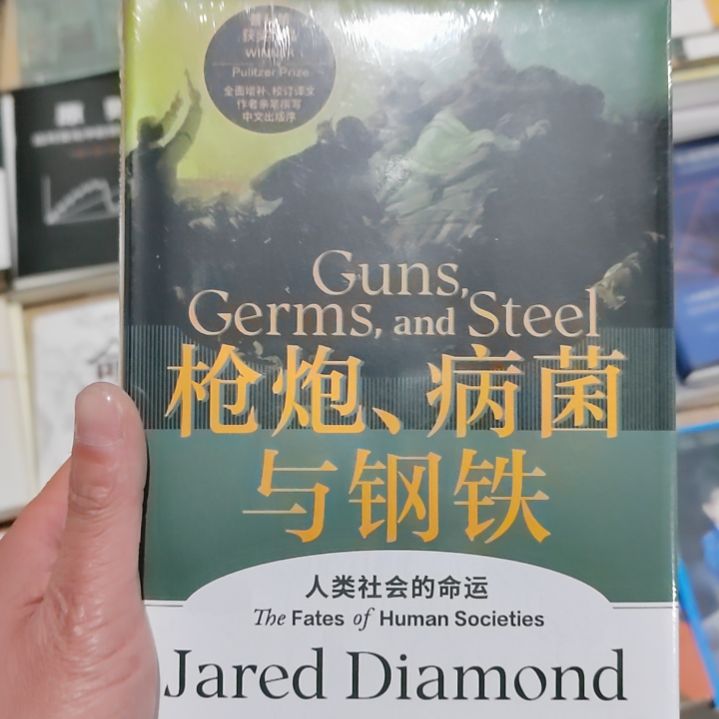 WINNER
Pulitzer Prize
全面增补、校订译文
作者亲笔撰写
中文出版序
Guns,
Germs, and Steel
枪炮、病菌
与钢铁
人类社会的命运
The Fates of Human Societies
Jared Diamond